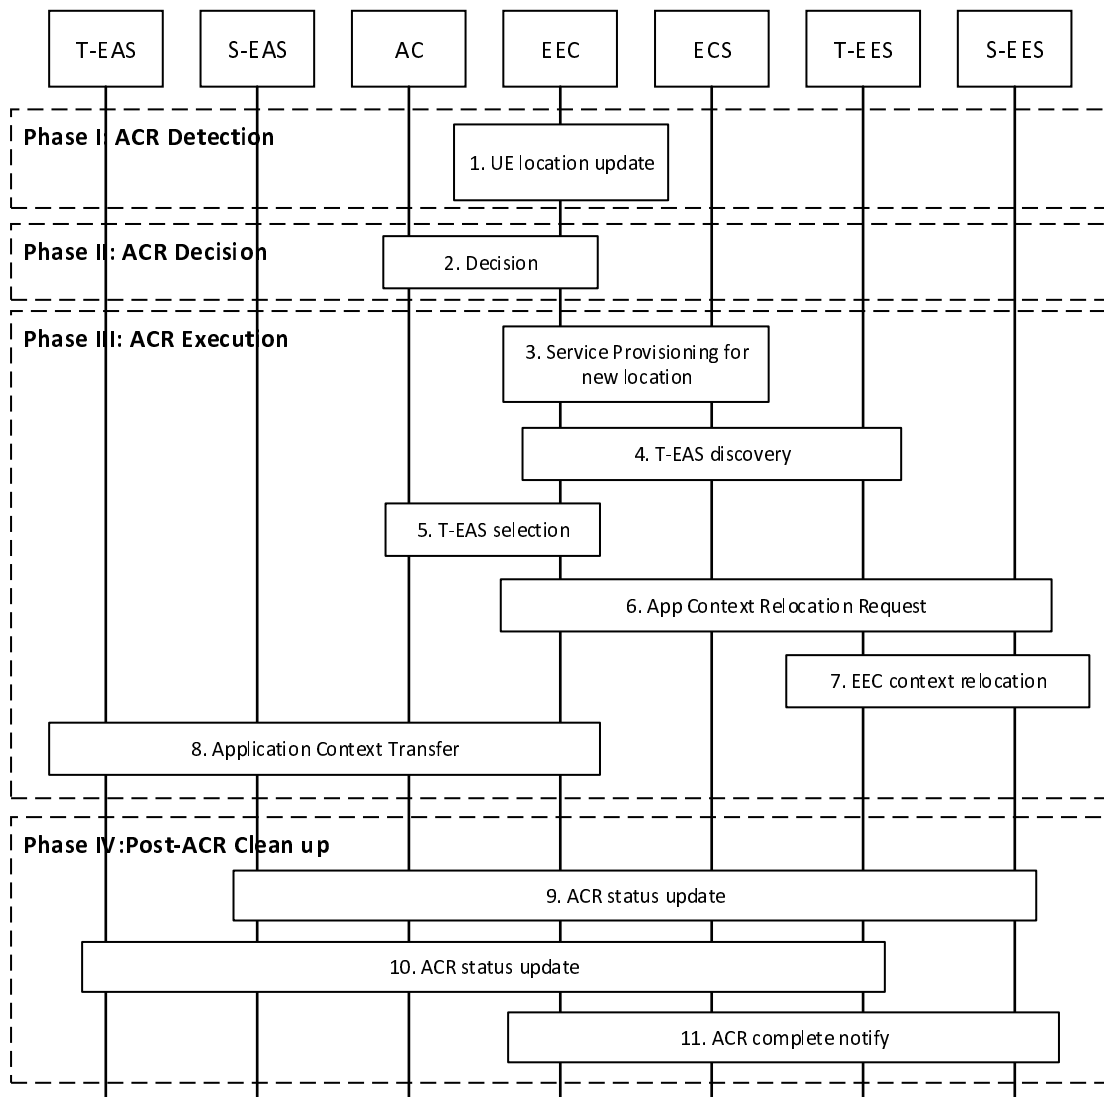 T-EAS
S-EAS
AC
EEC
ECS
T-EES
S-EES
Phase I: ACR Detection
1. UE location update
Phase II: ACR Decision
2. Decision
Phase III: ACR Execution
3. Service Provisioning for
new location
4. T-EAS discovery
5. T-EAS selection
6. App Context Relocation Request
7. EEC context relocation
8. Application Context Transfer
Phase IV:Post-ACR Clean up
9. ACR status update
10. ACR status update
11. ACR complete notify